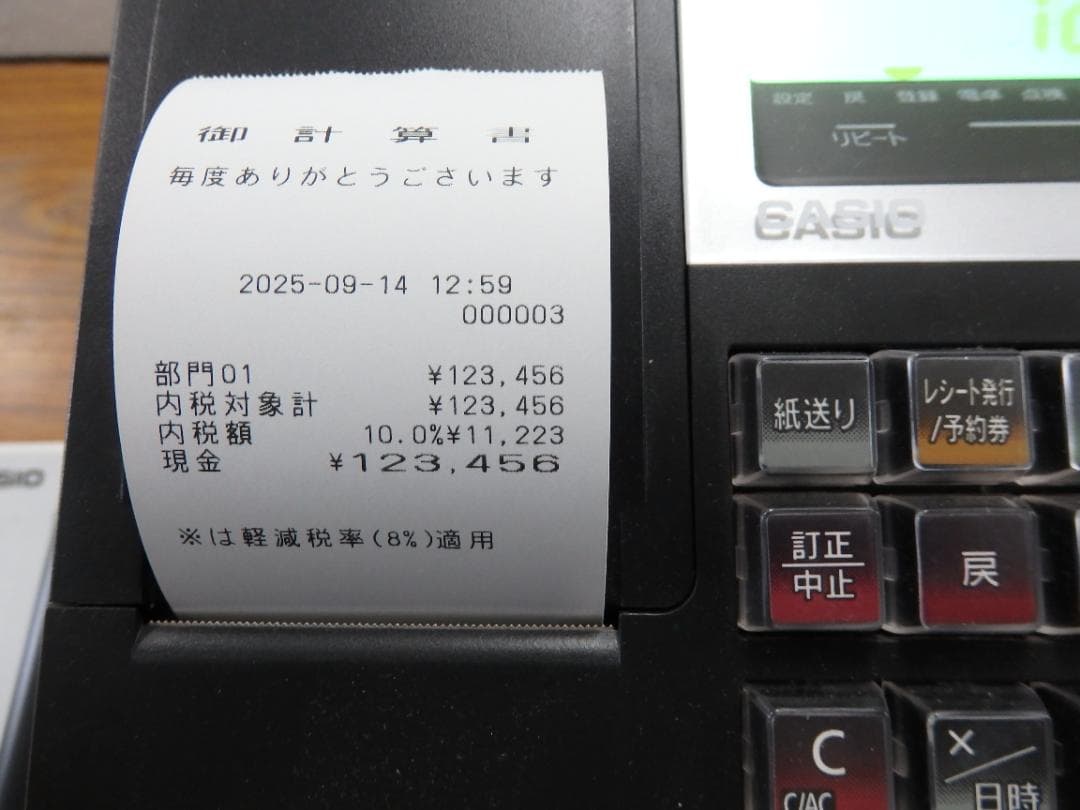 御計算書
毎度ありがとうございます
2025-09-14 12:59
000003
部門01 ¥123,456
内税対象計 ¥123,456
内税額 10.0%¥11,223
現金 ¥123,456
※は軽減税率(8%)適用
設定 戻 登録 電卓 点検
リピート
CASIO
紙送り
レシート発行
/予約券
訂正
中止
戻
C
C/AC
×
日時